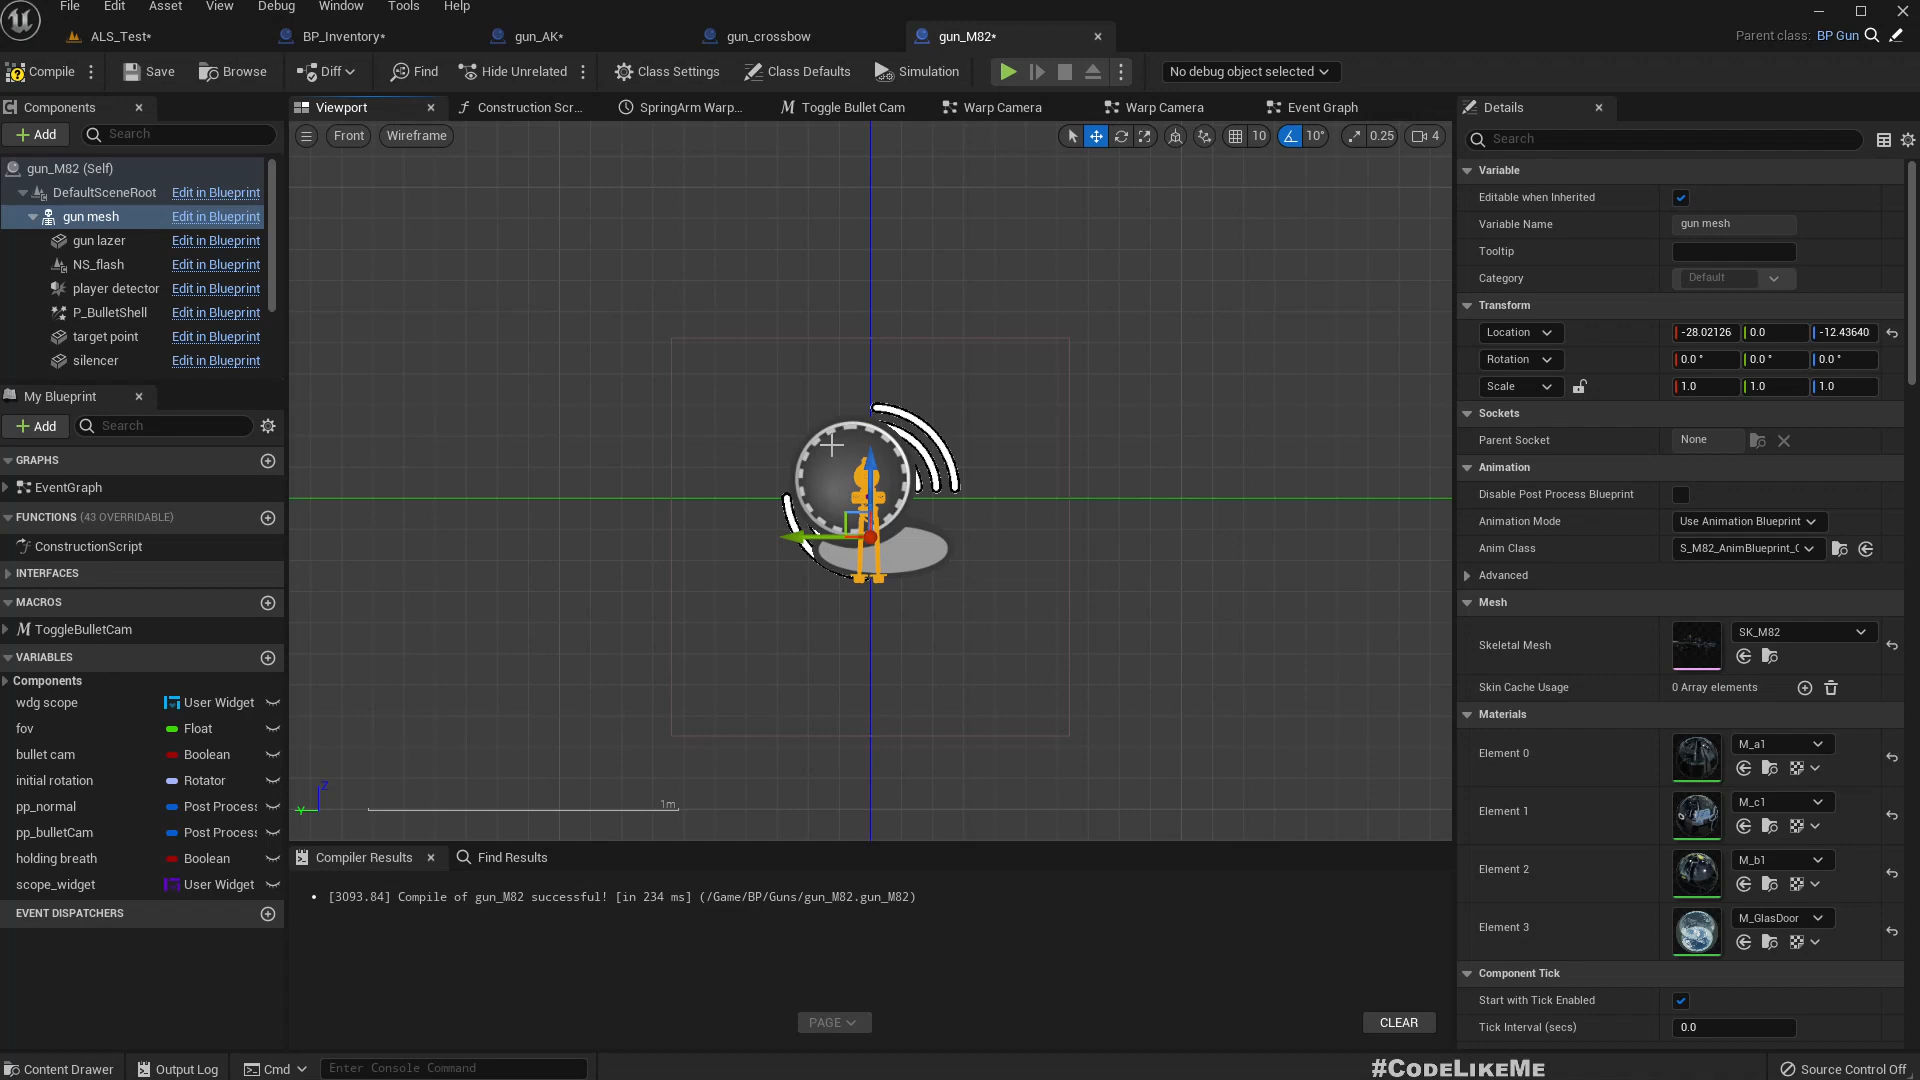 File Edit Asset View Debug Window Tools Help
ALS_Test* BP_Inventory* gun_AK* gun_crossbow gun_M82* Parent class: BP Gun
Compile Save Browse Diff Find Hide Unrelated Class Settings Class Defaults Simulation No debug object selected
Components Viewport Construction Scr... SpringArm Warp... Toggle Bullet Cam Warp Camera Warp Camera Event Graph Details
Add Search Front Wireframe 10 10° 0.25 4 Search
gun_M82 (Self)
DefaultSceneRoot Edit in Blueprint
gun mesh Edit in Blueprint
gun lazer Edit in Blueprint
NS_flash Edit in Blueprint
player detector Edit in Blueprint
P_BulletShell Edit in Blueprint
target point Edit in Blueprint
silencer Edit in Blueprint
My Blueprint
Add Search
GRAPHS
EventGraph
FUNCTIONS (43 OVERRIDABLE)
ConstructionScript
INTERFACES
MACROS
ToggleBulletCam
VARIABLES
Components
wdg scope User Widget
fov Float
bullet cam Boolean
initial rotation Rotator
pp_normal Post Process
pp_bulletCam Post Process
holding breath Boolean
scope_widget User Widget
EVENT DISPATCHERS
Z
Y
1m
Compiler Results Find Results
[3093.84] Compile of gun_M82 successful! [in 234 ms] (/Game/BP/Guns/gun_M82.gun_M82)
PAGE CLEAR
Variable
Editable when Inherited
Variable Name gun mesh
Tooltip
Category Default
Transform
Location -28.02126 0.0 -12.43640
Rotation 0.0 ° 0.0 ° 0.0 °
Scale 1.0 1.0 1.0
Sockets
Parent Socket None
Animation
Disable Post Process Blueprint
Animation Mode Use Animation Blueprint
Anim Class S_M82_AnimBlueprint_C
Advanced
Mesh
Skeletal Mesh SK_M82
Skin Cache Usage 0 Array elements
Materials
Element 0 M_a1
Element 1 M_c1
Element 2 M_b1
Element 3 M_GlasDoor
Component Tick
Start with Tick Enabled
Tick Interval (secs) 0.0
Content Drawer Output Log Cmd Enter Console Command #CODELIKEME Source Control Off